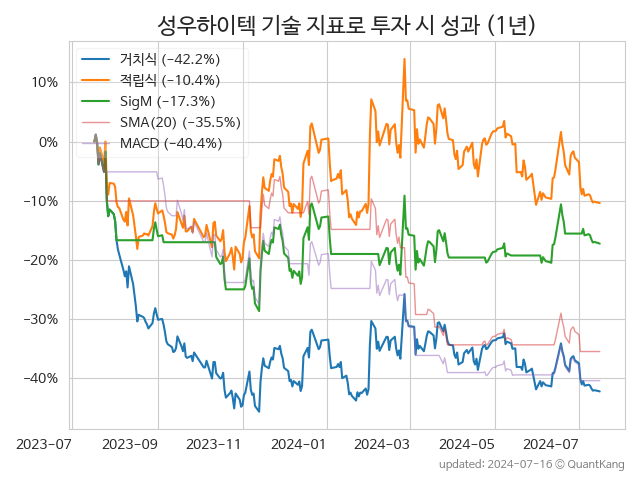 성우하이텍 기술 지표로 투자 시 성과 (1년)
거치식 (−42.2%)
적립식 (−10.4%)
SigM (−17.3%)
SMA(20) (−35.5%)
MACD (−40.4%)
10%
0%
−10%
−20%
−30%
−40%
2023-07 2023-09 2023-11 2024-01 2024-03 2024-05 2024-07
updated: 2024-07-16 © QuantKang